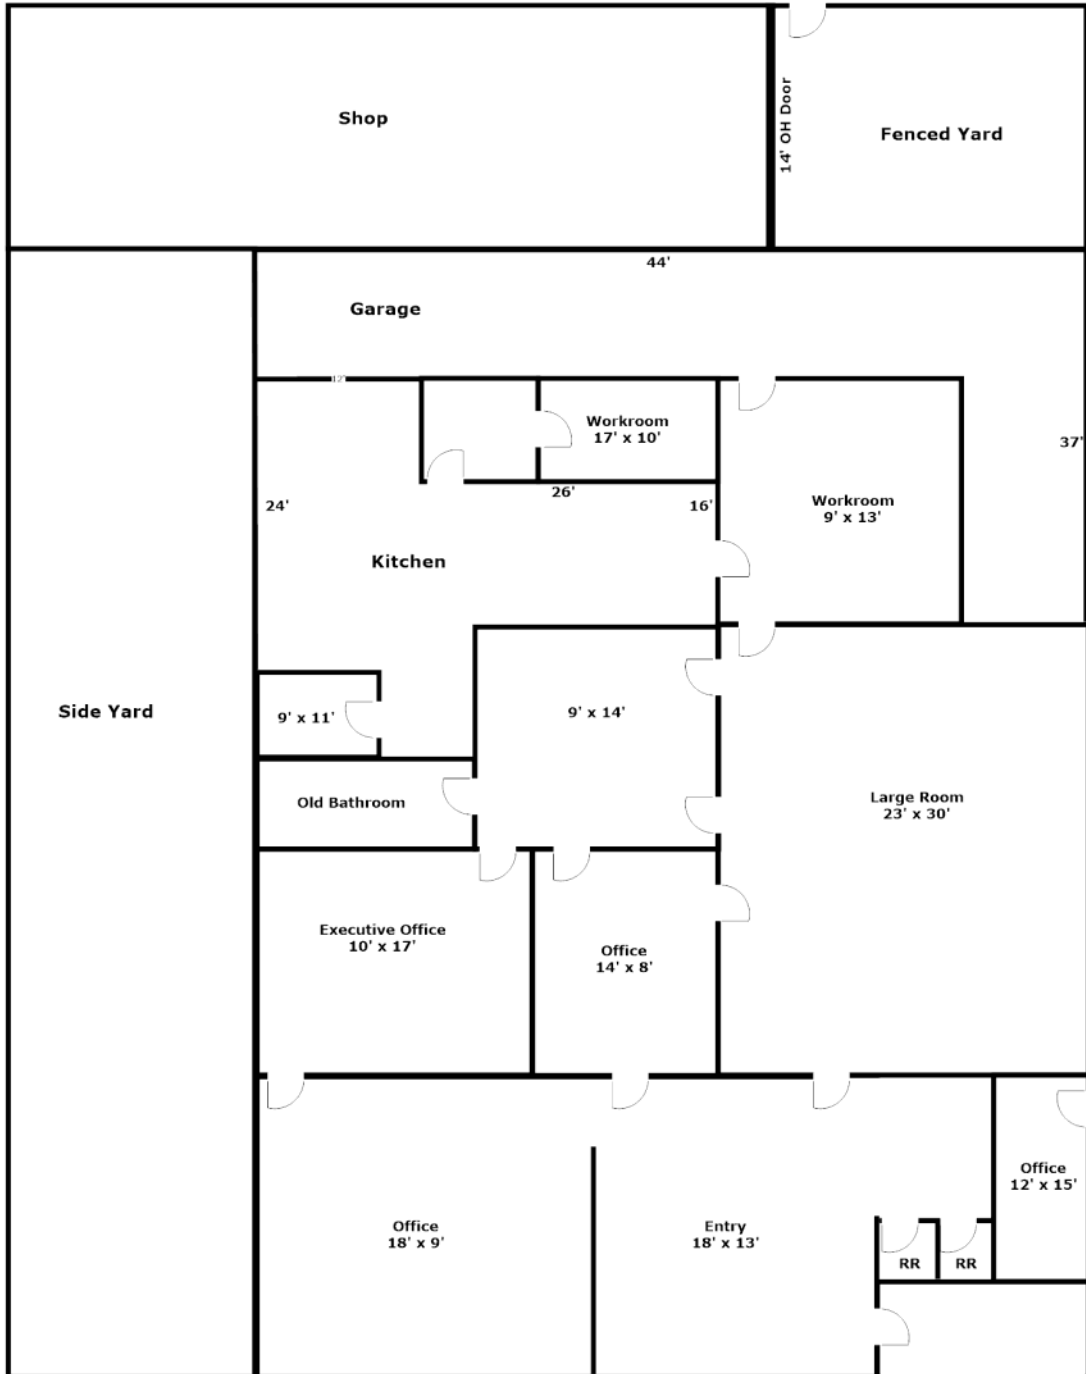 Shop
14' OH Door
Fenced Yard
44'
Garage
12'
Workroom
17' x 10'
37'
26'
24'
16'
Workroom
9' x 13'
Kitchen
Side Yard
9' x 11'
9' x 14'
Old Bathroom
Large Room
23' x 30'
Executive Office
10' x 17'
Office
14' x 8'
Office
12' x 15'
Office
18' x 9'
Entry
18' x 13'
RR
RR